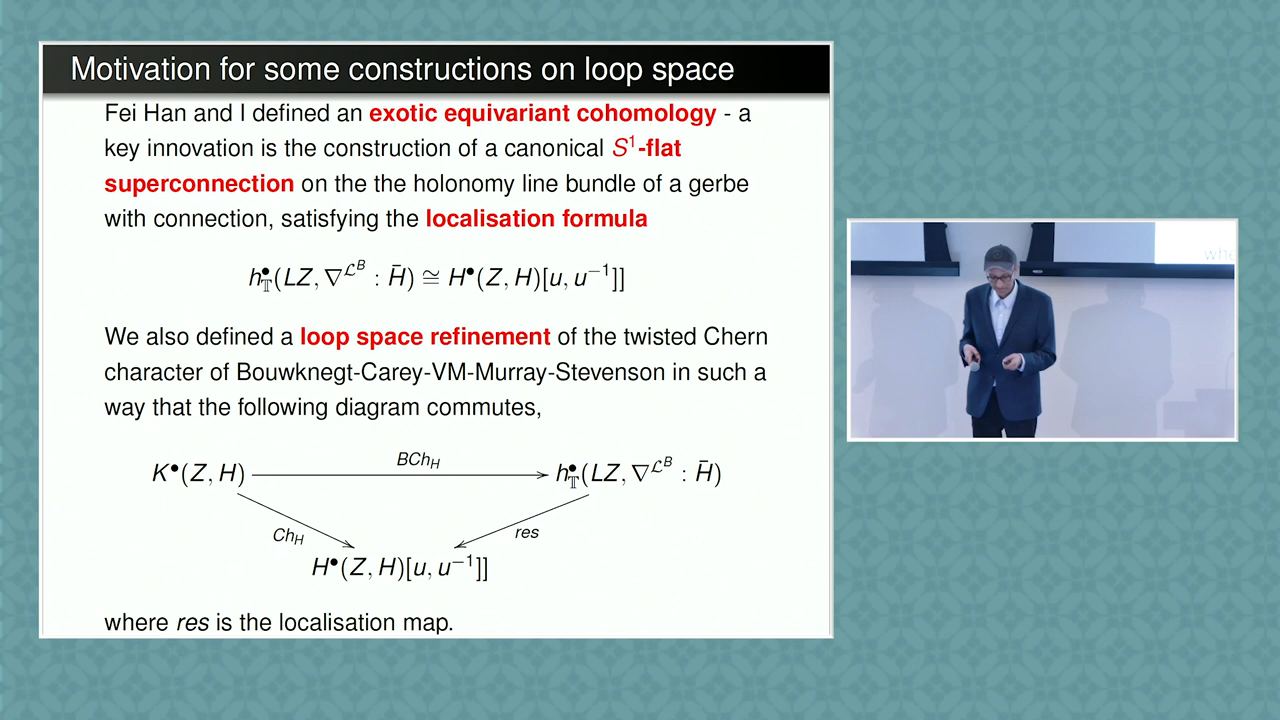 Motivation for some constructions on loop space
Fei Han and I defined an exotic equivariant cohomology - a
key innovation is the construction of a canonical S¹-flat
superconnection on the the holonomy line bundle of a gerbe
with connection, satisfying the localisation formula
h^•_𝕋(LZ, ∇^{ℒ^B} : H̄) ≅ H^•(Z, H)[u, u⁻¹]]
We also defined a loop space refinement of the twisted Chern
character of Bouwknegt-Carey-VM-Murray-Stevenson in such a
way that the following diagram commutes,
BCh_H
K^•(Z, H) h^•_𝕋(LZ, ∇^{ℒ^B} : H̄)
Ch_H res
H^•(Z, H)[u, u⁻¹]]
where res is the localisation map.
whe